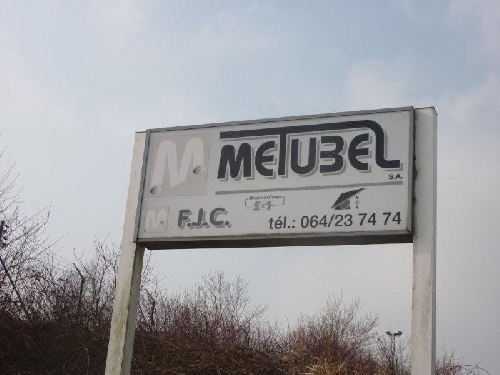 M METUBEL
S.A.
M F.J.C. tél.: 064/23 74 74